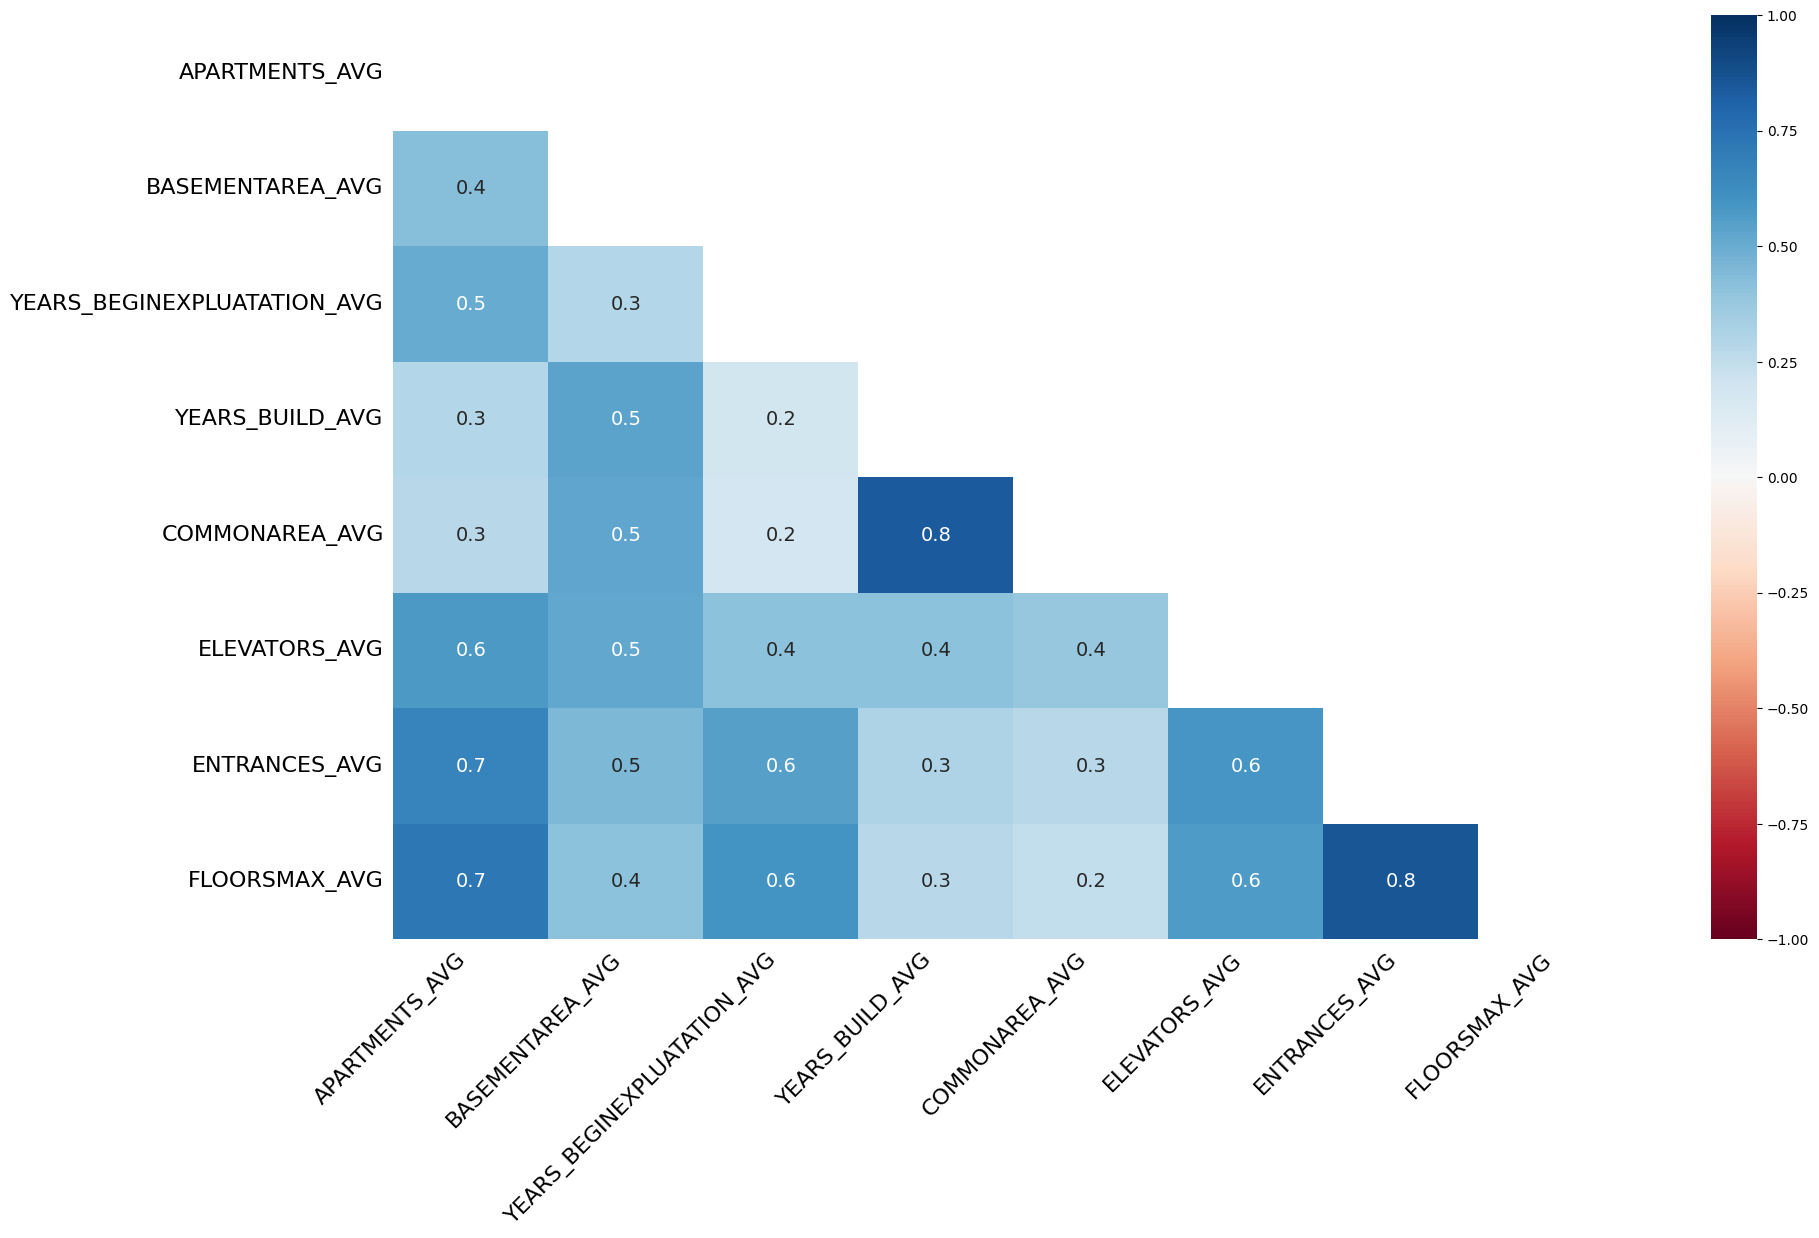 APARTMENTS_AVG
BASEMENTAREA_AVG
0.4
YEARS_BEGINEXPLUATATION_AVG
0.5 0.3
YEARS_BUILD_AVG
0.3 0.5 0.2
COMMONAREA_AVG
0.3 0.5 0.2 0.8
ELEVATORS_AVG
0.6 0.5 0.4 0.4 0.4
ENTRANCES_AVG
0.7 0.5 0.6 0.3 0.3 0.6
FLOORSMAX_AVG
0.7 0.4 0.6 0.3 0.2 0.6 0.8
APARTMENTS_AVG
BASEMENTAREA_AVG
YEARS_BEGINEXPLUATATION_AVG
YEARS_BUILD_AVG
COMMONAREA_AVG
ELEVATORS_AVG
ENTRANCES_AVG
FLOORSMAX_AVG
1.00
0.75
0.50
0.25
0.00
−0.25
−0.50
−0.75
−1.00